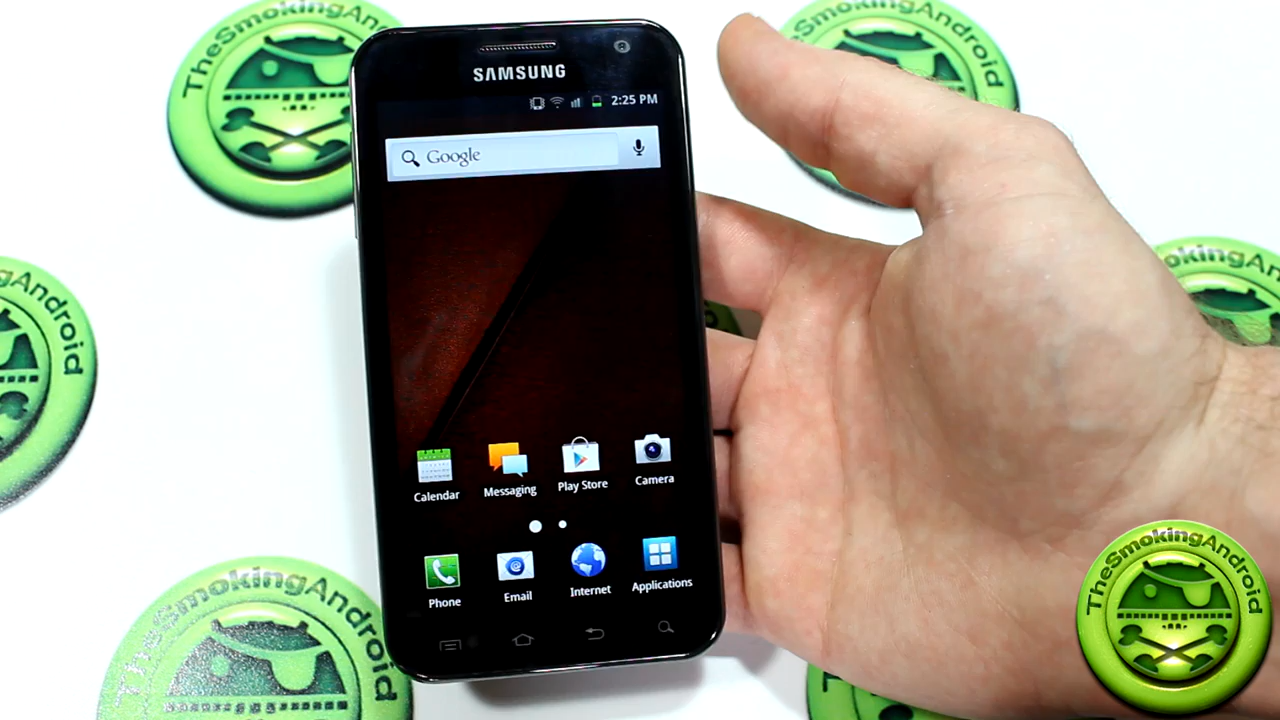 TheSmokingAndroid
TheSmokingAndroid
SAMSUNG
2:25 PM
Google
TheSmokingAndroid
TheSmokingAndroid
Calendar
Messaging
Play Store
Camera
Phone
Email
Internet
Applications
TheSmokingAndroid
TheSmokingAndroid